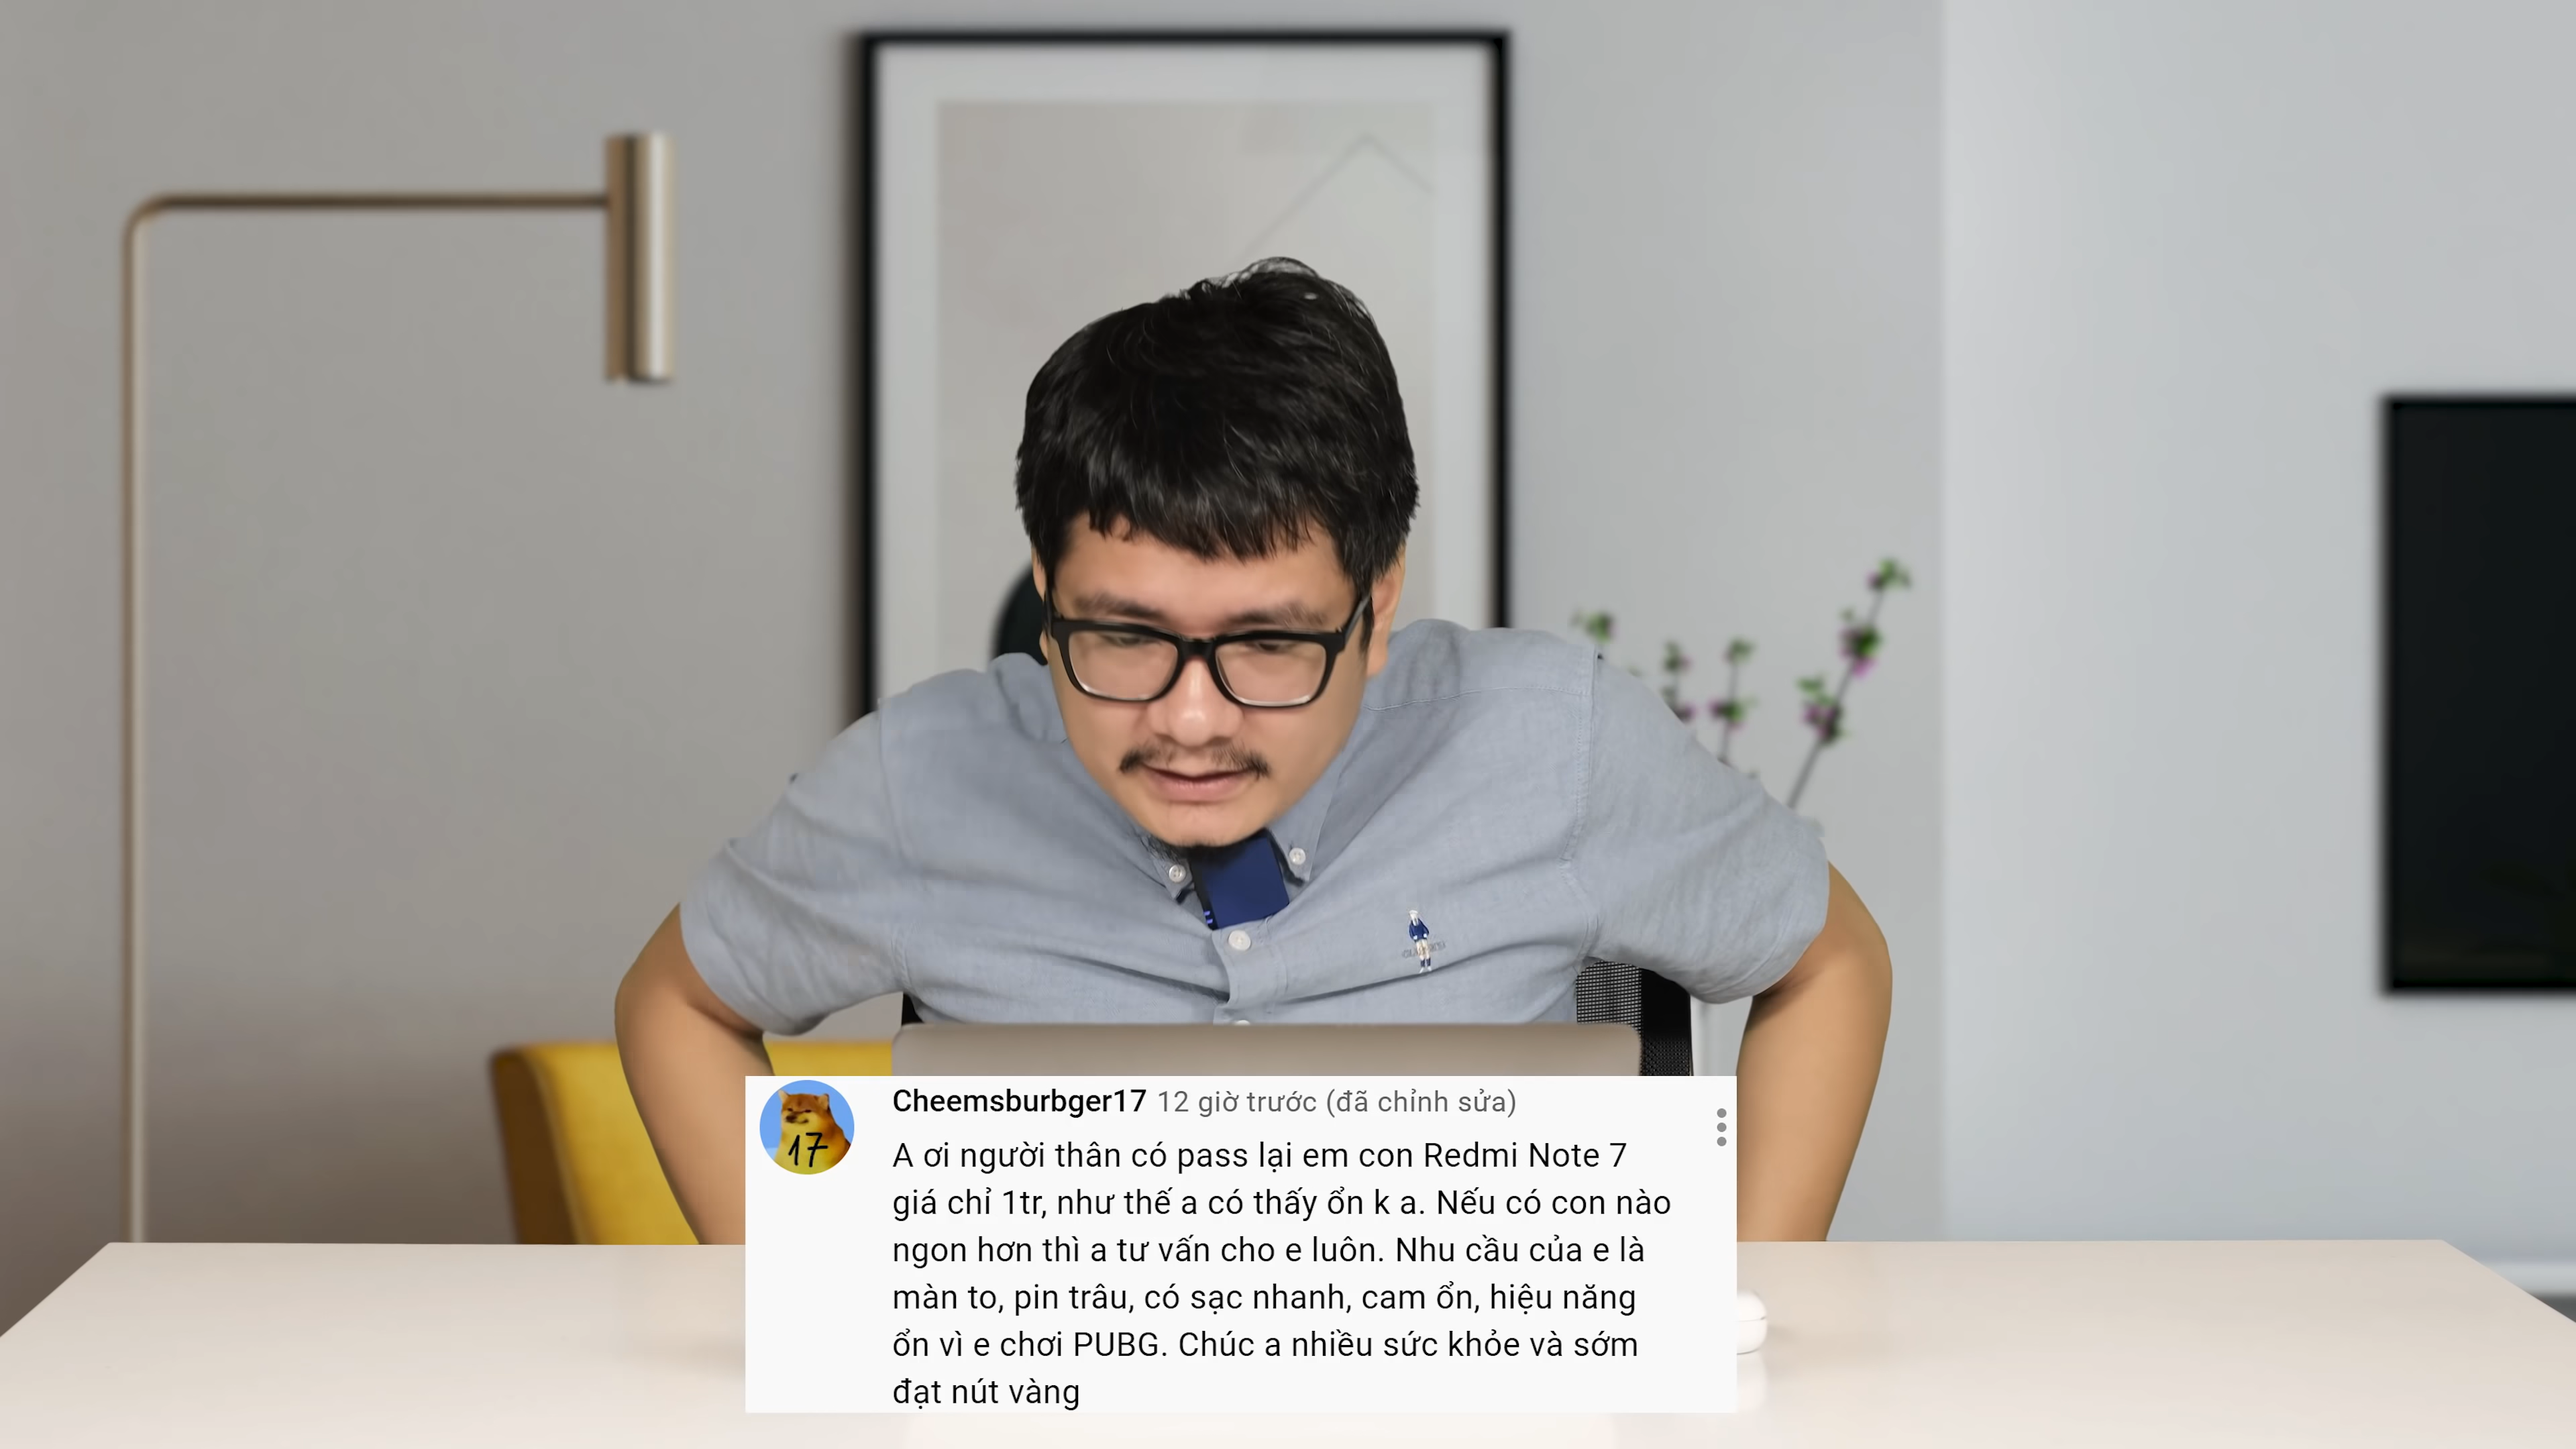 Cheemsburbger17 12 giờ trước (đã chỉnh sửa)
17
A ơi người thân có pass lại em con Redmi Note 7
giá chỉ 1tr, như thế a có thấy ổn k a. Nếu có con nào
ngon hơn thì a tư vấn cho e luôn. Nhu cầu của e là
màn to, pin trâu, có sạc nhanh, cam ổn, hiệu năng
ổn vì e chơi PUBG. Chúc a nhiều sức khỏe và sớm
đạt nút vàng